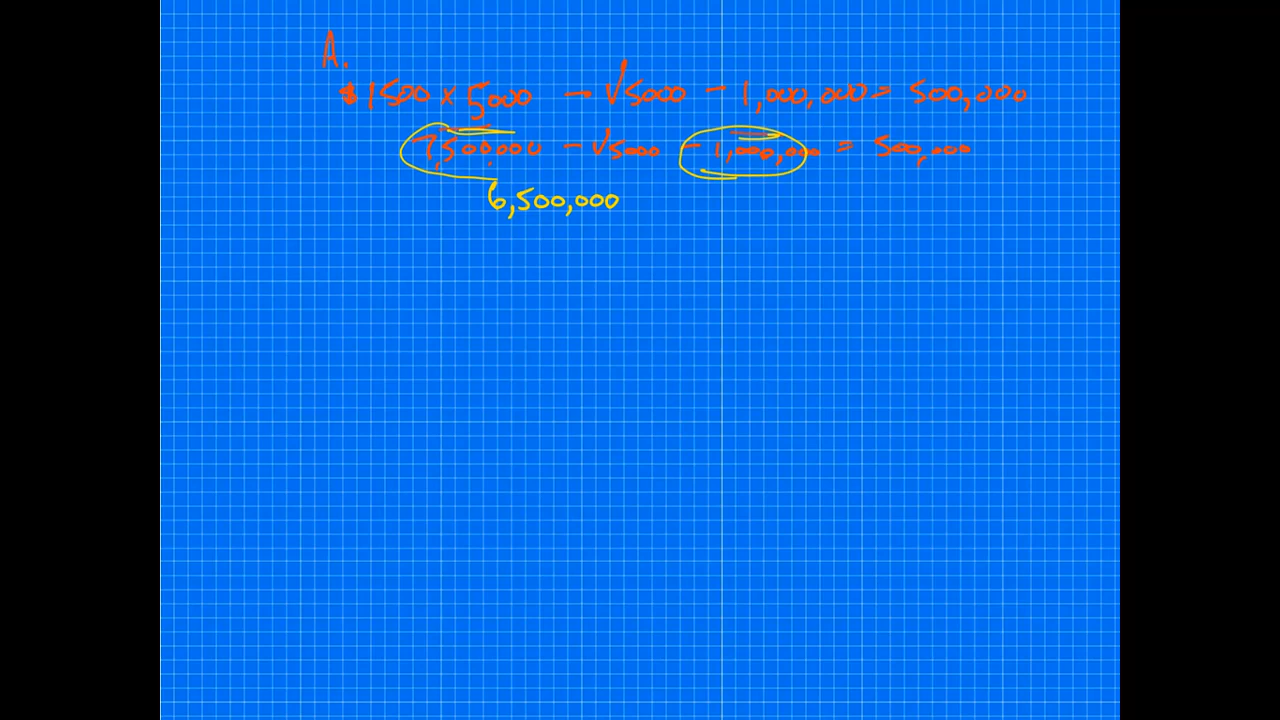 A.
$1500 x 5000 - V5000 - 1,000,000 = 500,000
7,500,000 - V5000 - 1,000,000 = 500,000
6,500,000